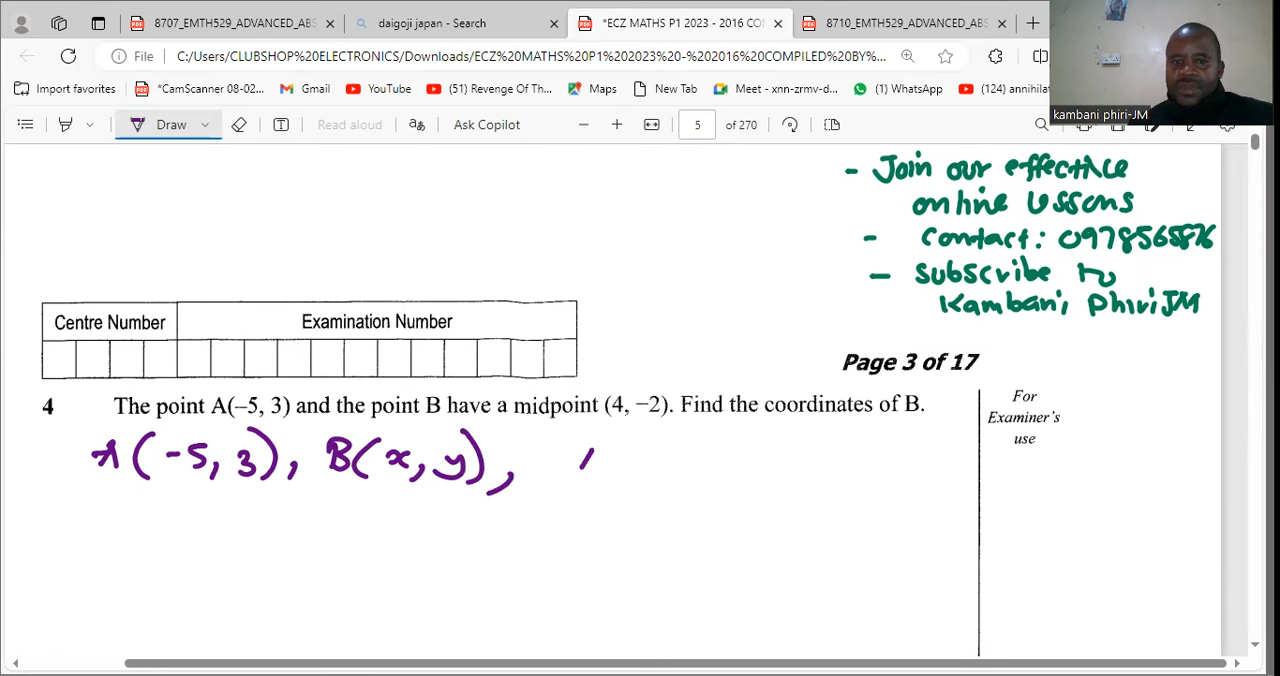 8707_EMTH529_ADVANCED_ABS
daigoji japan - Search
*ECZ MATHS P1 2023 - 2016 CO
8710_EMTH529_ADVANCED_ABS
File
C:/Users/CLUBSHOP%20ELECTRONICS/Downloads/ECZ%20MATHS%20P1%202023%20-%202016%20COMPILED%20BY%...
Import favorites
*CamScanner 08-02...
Gmail
YouTube
(51) Revenge Of Th...
Maps
New Tab
Meet - xnn-zrmv-d...
(1) WhatsApp
(124) annihilat
kambani phiri-JM
Draw
Read aloud
Ask Copilot
5
of 270
- Join our effective
online lessons
- Contact: 0978565876
- Subscribe to
Kambani Phiri JM
Centre Number
Examination Number
Page 3 of 17
4 The point A(–5, 3) and the point B have a midpoint (4, –2). Find the coordinates of B.
For
Examiner's
use
A(-5, 3), B(x, y),